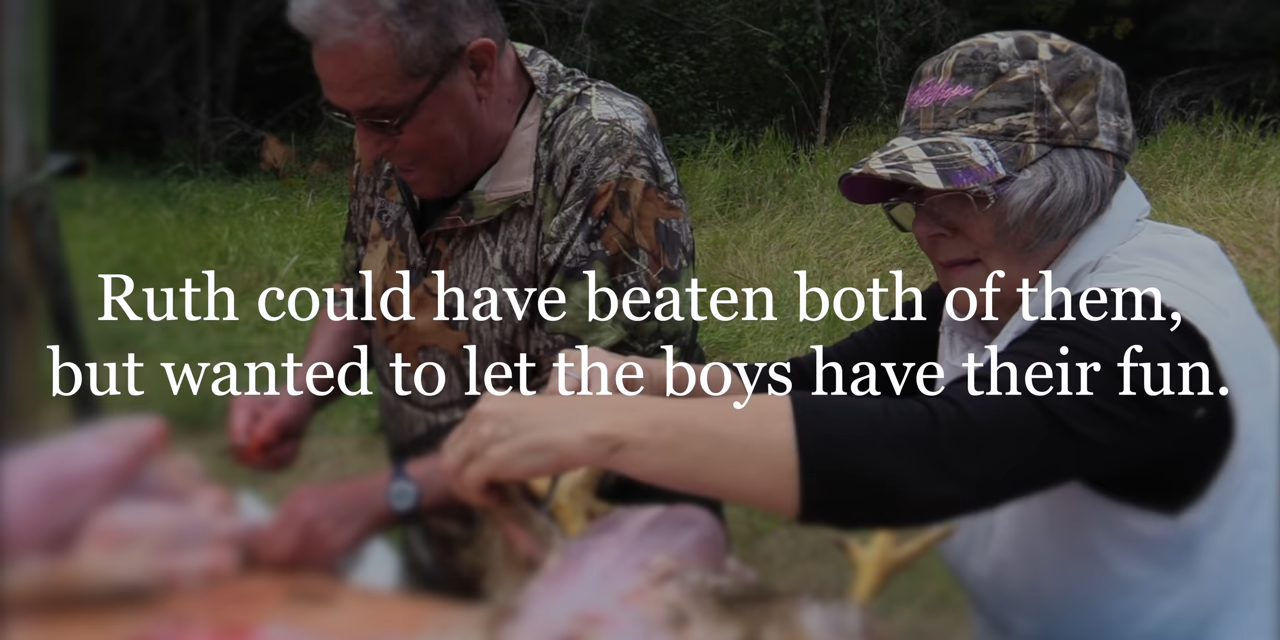 Ruth could have beaten both of them,
but wanted to let the boys have their fun.